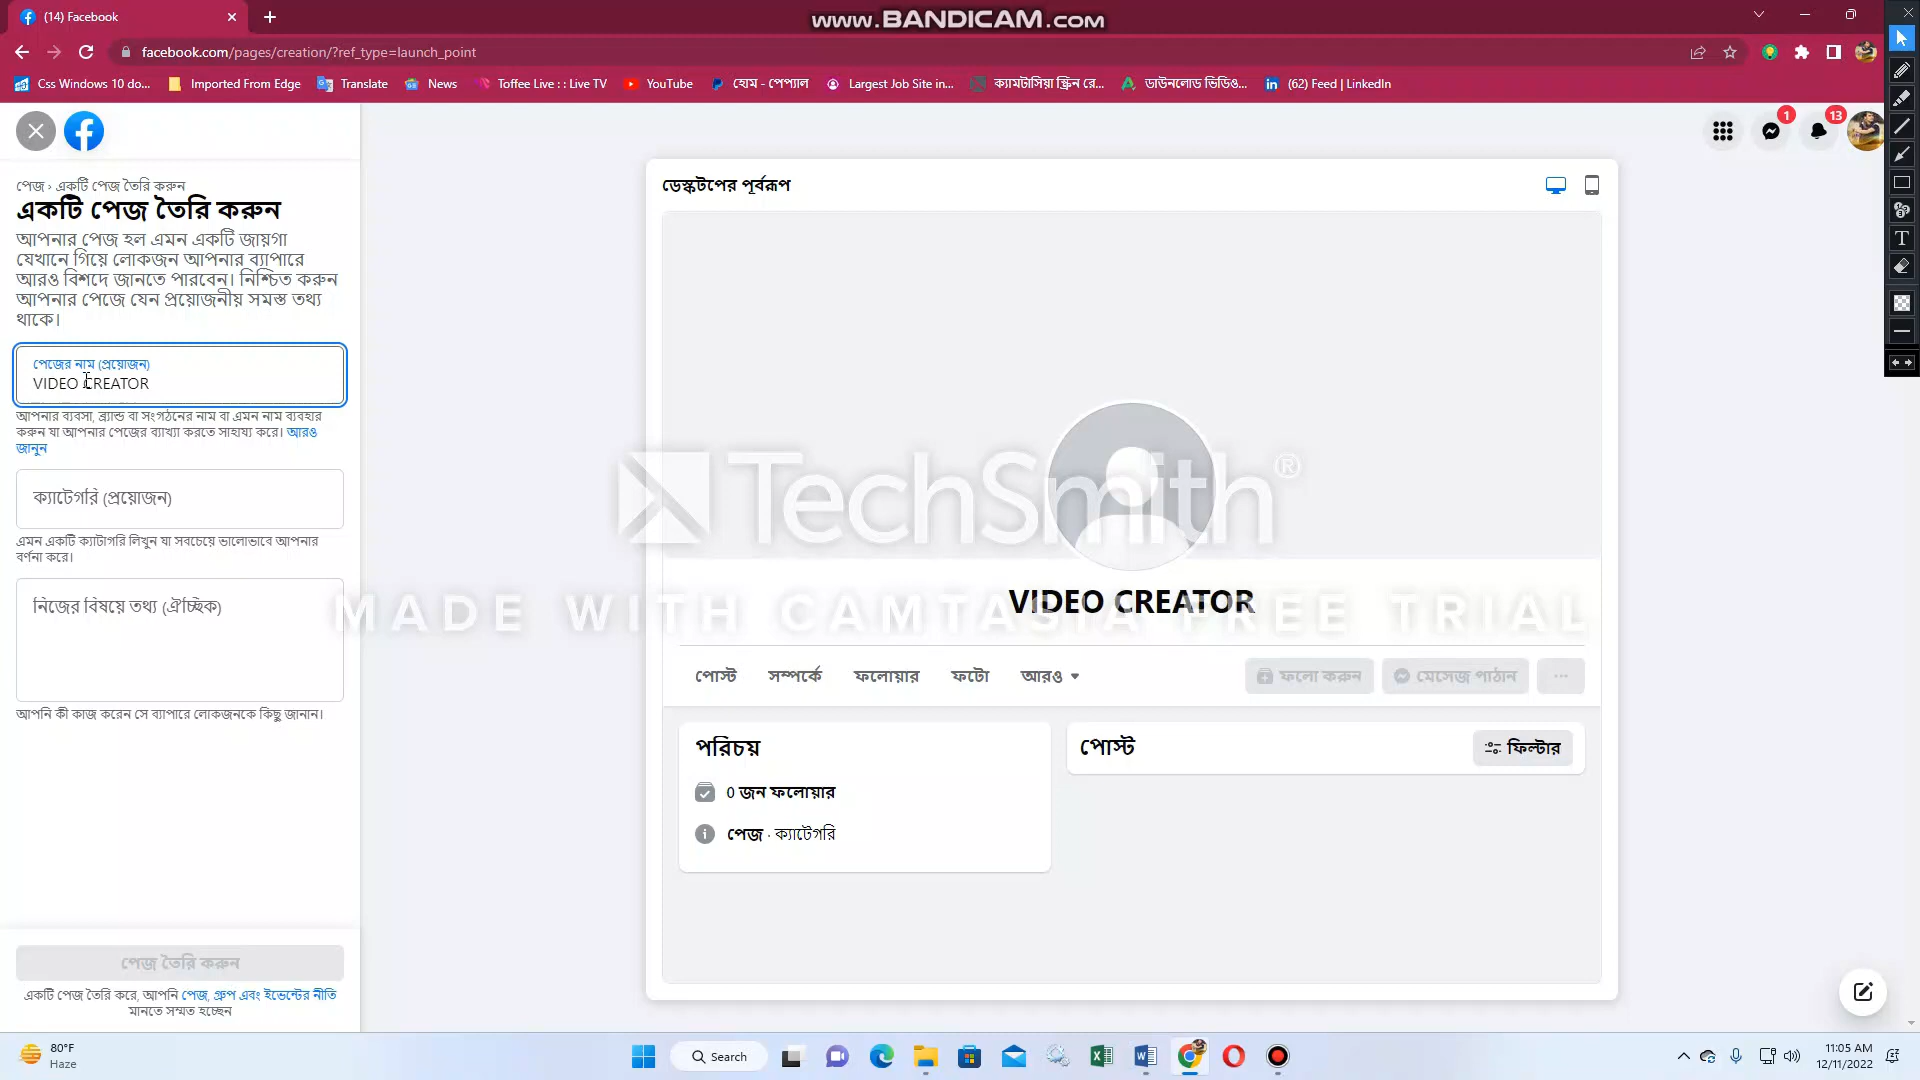 (14) Facebook
www.BANDICAM.com
facebook.com/pages/creation/?ref_type=launch_point
Css Windows 10 do...
Imported From Edge
Translate
News
Toffee Live : : Live TV
YouTube
হোম - পেপ্যাল
Largest Job Site in...
ক্যামটাসিয়া স্ক্রিন রে...
ডাউনলোড ভিডিও...
(62) Feed | LinkedIn
1
13
পেজ › একটি পেজ তৈরি করুন
একটি পেজ তৈরি করুন
আপনার পেজ হল এমন একটি জায়গা
যেখানে গিয়ে লোকজন আপনার ব্যাপারে
আরও বিশদে জানতে পারবেন। নিশ্চিত করুন
আপনার পেজে যেন প্রয়োজনীয় সমস্ত তথ্য
থাকে।
পেজের নাম (প্রয়োজন)
VIDEO CREATOR
আপনার ব্যবসা, ব্র্যান্ড বা সংগঠনের নাম বা এমন নাম ব্যবহার
করুন যা আপনার পেজের ব্যাখ্যা করতে সাহায্য করে। আরও
জানুন
ক্যাটেগরি (প্রয়োজন)
এমন একটি ক্যাটাগরি লিখুন যা সবচেয়ে ভালোভাবে আপনার
বর্ণনা করে।
নিজের বিষয়ে তথ্য (ঐচ্ছিক)
আপনি কী কাজ করেন সে ব্যাপারে লোকজনকে কিছু জানান।
পেজ তৈরি করুন
একটি পেজ তৈরি করে, আপনি পেজ, গ্রুপ এবং ইভেন্টের নীতি
মানতে সম্মত হচ্ছেন
ডেস্কটপের পূর্বরূপ
TechSmith®
MADE WITH CAMTASIA FREE TRIAL
VIDEO CREATOR
পোস্ট
সম্পর্কে
ফলোয়ার
ফটো
আরও
ফলো করুন
মেসেজ পাঠান
পরিচয়
0 জন ফলোয়ার
পেজ · ক্যাটেগরি
পোস্ট
ফিল্টার
80°F
Haze
Search
11:05 AM
12/11/2022